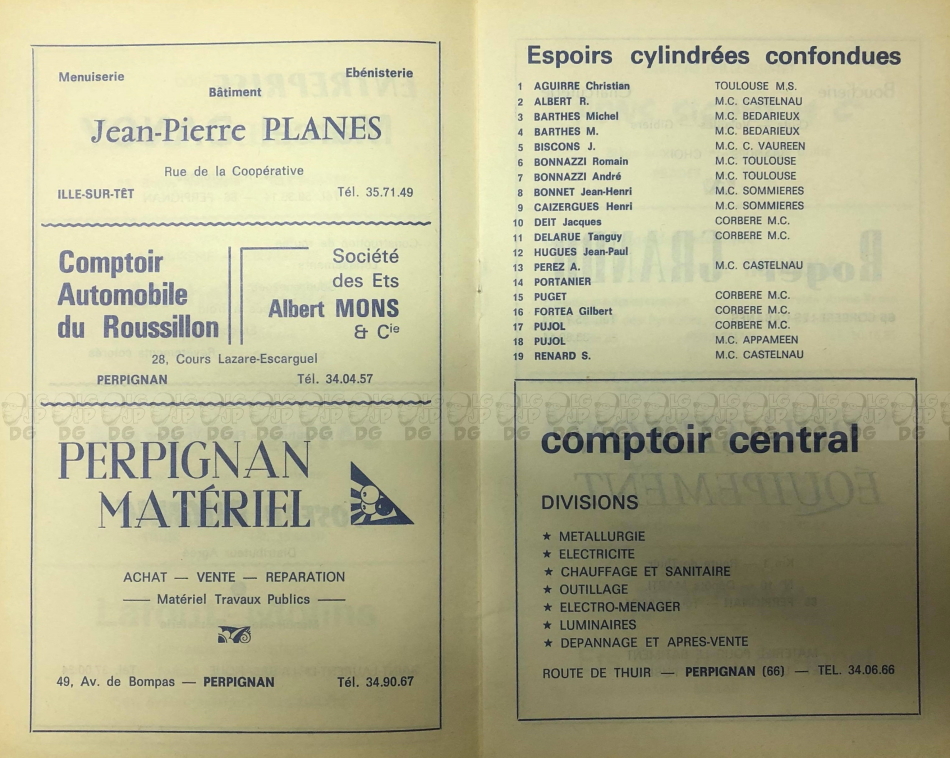 Menuiserie Ebénisterie
Bâtiment
Jean-Pierre PLANES
Rue de la Coopérative
ILLE-SUR-TÊT Tél. 35.71.49
Comptoir
Automobile
du Roussillon
Société
des Ets
Albert MONS
& Cie
28, Cours Lazare-Escarguel
PERPIGNAN Tél. 34.04.57
PERPIGNAN
MATÉRIEL
ACHAT — VENTE — REPARATION
—— Matériel Travaux Publics ——
49, Av. de Bompas — PERPIGNAN Tél. 34.90.67
Espoirs cylindrées confondues
1 AGUIRRE Christian TOULOUSE M.S.
2 ALBERT R. M.C. CASTELNAU
3 BARTHES Michel M.C. BEDARIEUX
4 BARTHES M. M.C. BEDARIEUX
5 BISCONS J. M.C. C. VAUREEN
6 BONNAZZI Romain M.C. TOULOUSE
7 BONNAZZI André M.C. TOULOUSE
8 BONNET Jean-Henri M.C. SOMMIERES
9 CAIZERGUES Henri M.C. SOMMIERES
10 DEIT Jacques CORBERE M.C.
11 DELARUE Tanguy CORBERE M.C.
12 HUGUES Jean-Paul
13 PEREZ A. M.C. CASTELNAU
14 PORTANIER
15 PUGET CORBERE M.C.
16 FORTEA Gilbert CORBERE M.C.
17 PUJOL CORBERE M.C.
18 PUJOL M.C. APPAMEEN
19 RENARD S. M.C. CASTELNAU
comptoir central
DIVISIONS
★ METALLURGIE
★ ELECTRICITE
★ CHAUFFAGE ET SANITAIRE
★ OUTILLAGE
★ ELECTRO-MENAGER
★ LUMINAIRES
★ DEPANNAGE ET APRES-VENTE
ROUTE DE THUIR — PERPIGNAN (66) — TEL. 34.06.66